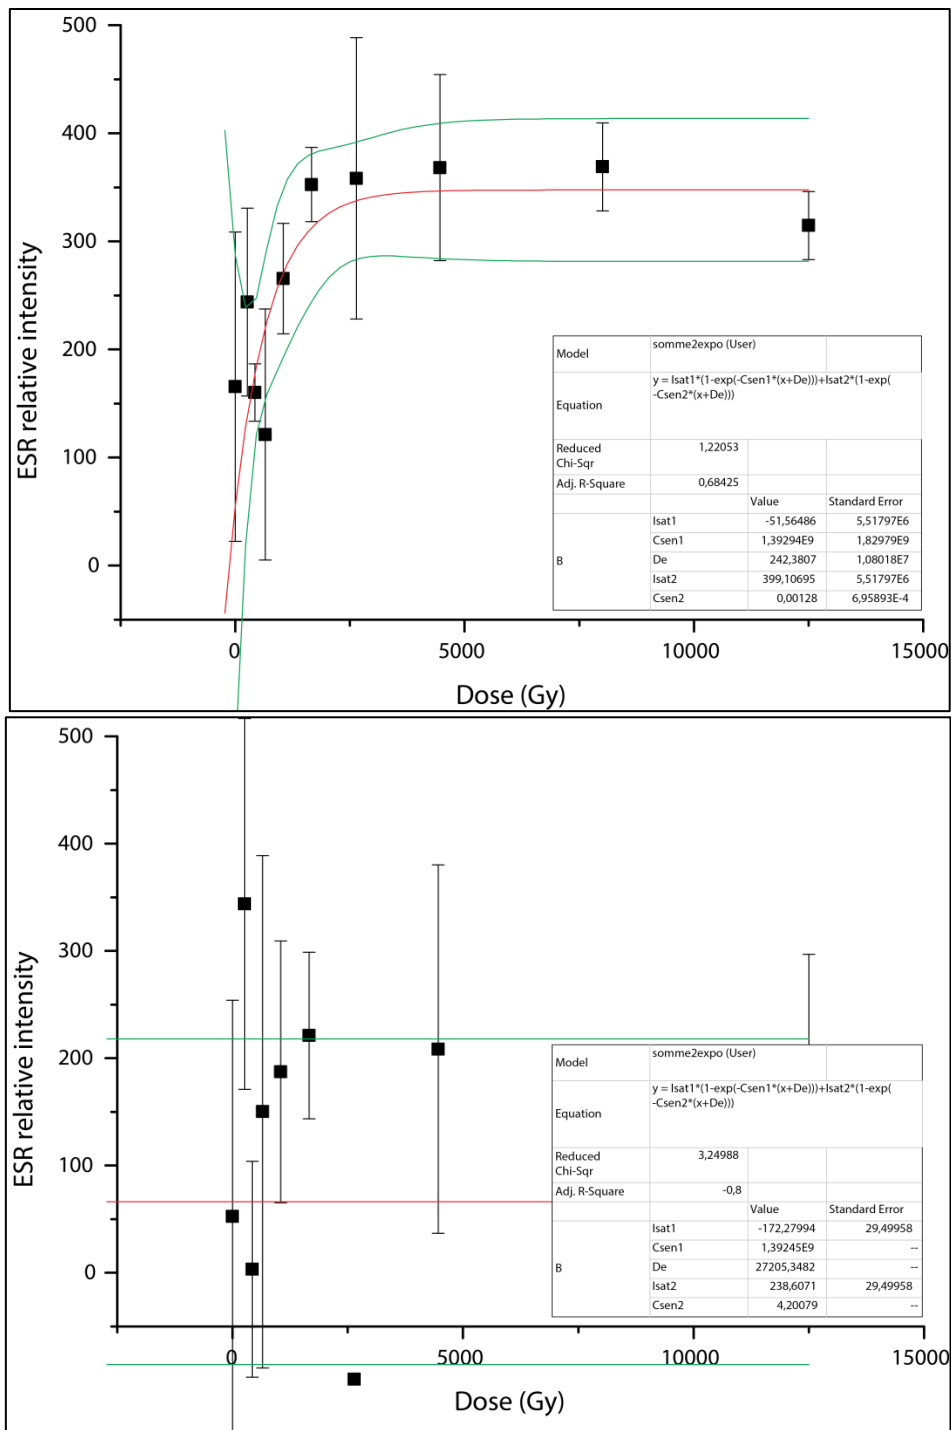 500
400
300
200
100
0
ESR relative intensity
0 5000 10000 15000
Dose (Gy)
Model somme2expo (User)
Equation y = Isat1*(1-exp(-Csen1*(x+De)))+Isat2*(1-exp(
-Csen2*(x+De)))
Reduced
Chi-Sqr 1,22053
Adj. R-Square 0,68425
Value Standard Error
B
Isat1 -51,56486 5,51797E6
Csen1 1,39294E9 1,82979E9
De 242,3807 1,08018E7
Isat2 399,10695 5,51797E6
Csen2 0,00128 6,95893E-4
500
400
300
200
100
0
ESR relative intensity
0 5000 10000 15000
Dose (Gy)
Model somme2expo (User)
Equation y = Isat1*(1-exp(-Csen1*(x+De)))+Isat2*(1-exp(
-Csen2*(x+De)))
Reduced
Chi-Sqr 3,24988
Adj. R-Square -0,8
Value Standard Error
B
Isat1 -172,27994 29,49958
Csen1 1,39245E9 --
De 27205,3482 --
Isat2 238,6071 29,49958
Csen2 4,20079 --